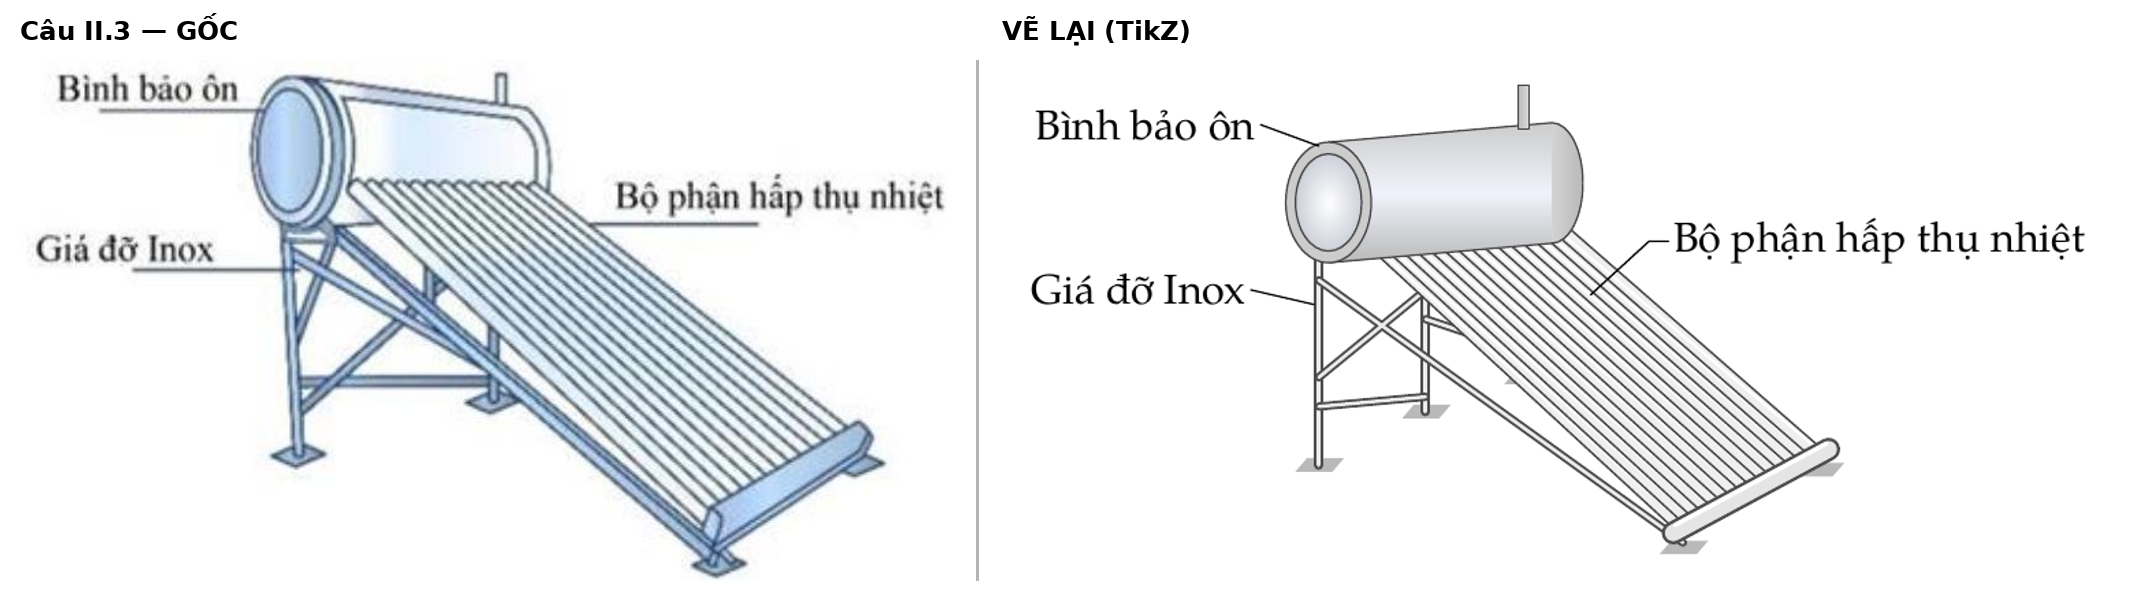 Câu II.3 — GỐC
Bình bảo ôn
Bộ phận hấp thụ nhiệt
Giá đỡ Inox
VẼ LẠI (TikZ)
Bình bảo ôn
Bộ phận hấp thụ nhiệt
Giá đỡ Inox